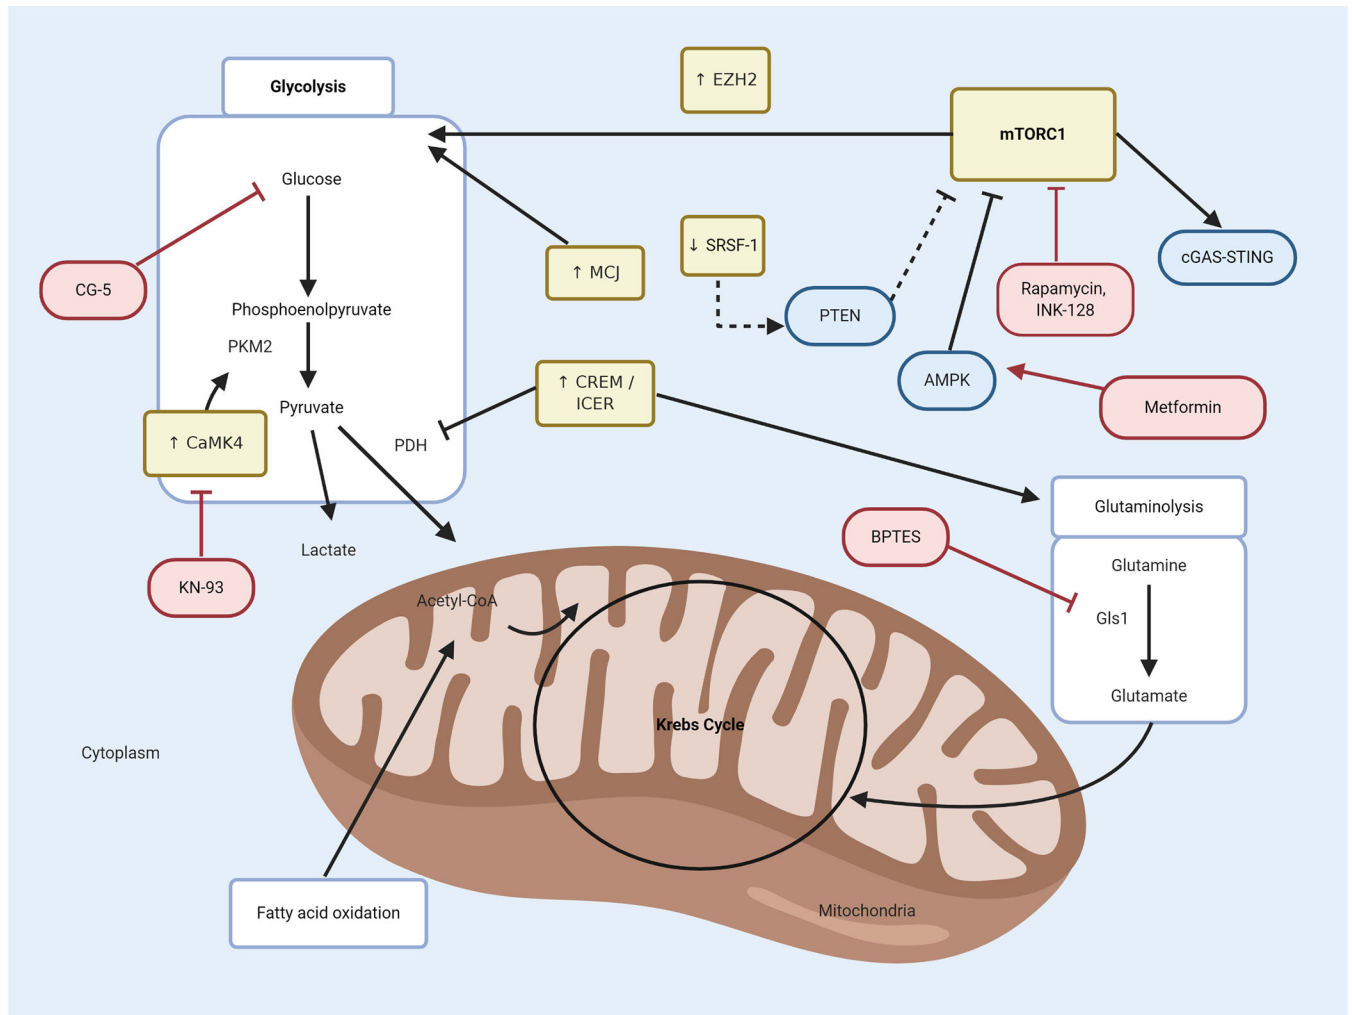 Glycolysis
↑ EZH2
mTORC1
Glucose
CG-5
Phosphoenolpyruvate
PKM2
Pyruvate
↑ CaMK4
PDH
KN-93
Lactate
↑ MCJ
↓ SRSF-1
PTEN
↑ CREM /
ICER
cGAS-STING
Rapamycin,
INK-128
AMPK
Metformin
Glutaminolysis
BPTES
Glutamine
Gls1
Glutamate
Acetyl-CoA
Krebs Cycle
Cytoplasm
Fatty acid oxidation
Mitochondria